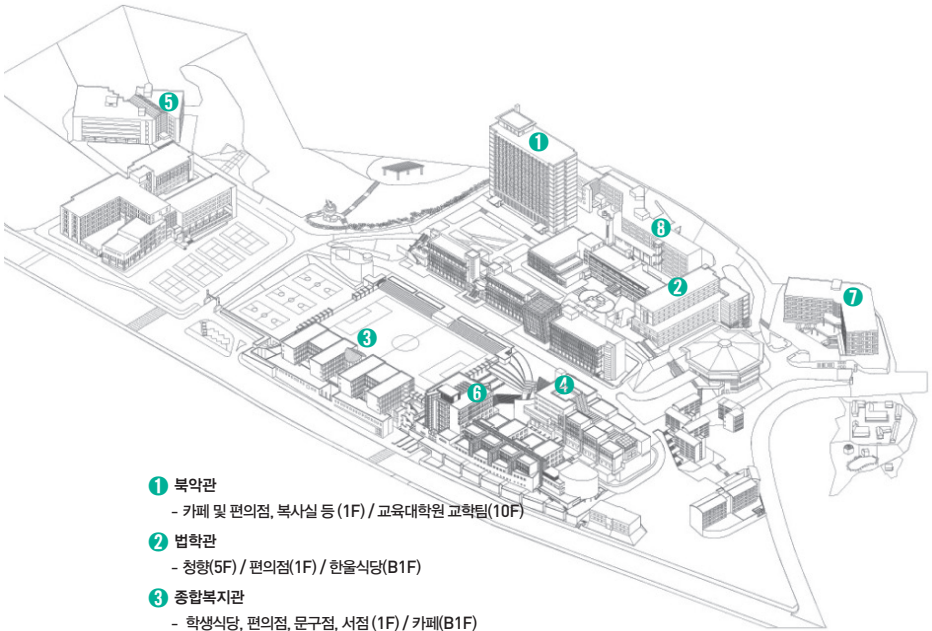 5
1
8
2
7
3
6
4
1 북악관
- 카페 및 편의점, 복사실 등 (1F) / 교육대학원 교학팀(10F)
2 법학관
- 청향(5F) / 편의점(1F) / 한울식당(B1F)
3 종합복지관
- 학생식당, 편의점, 문구점, 서점 (1F) / 카페(B1F)